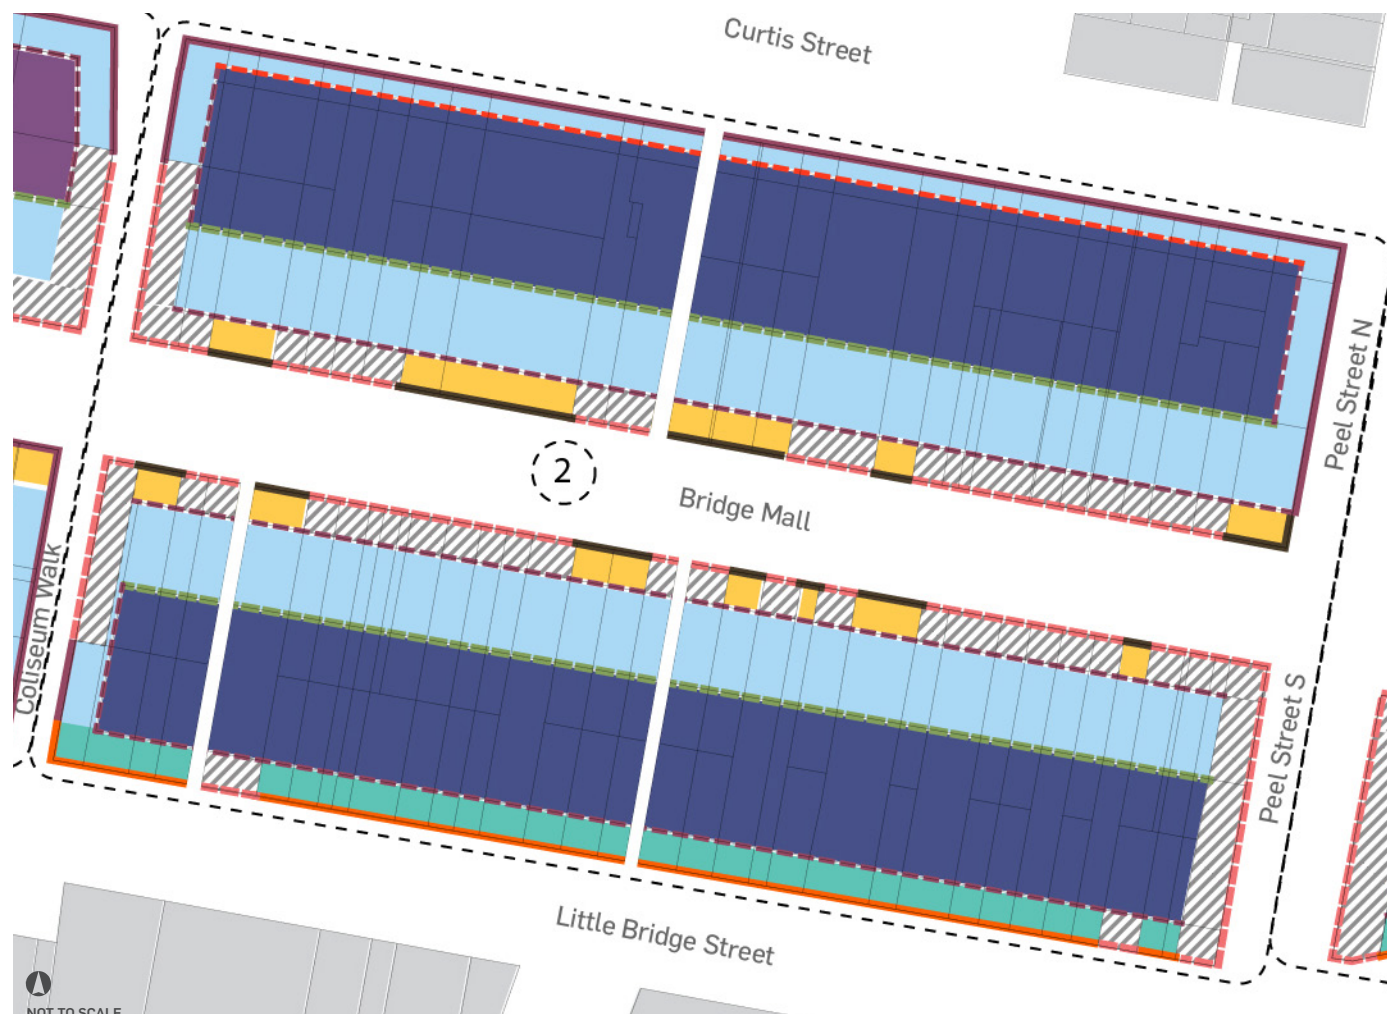 Curtis Street
Peel Street N
2
Bridge Mall
Coliseum Walk
Peel Street S
Little Bridge Street
NOT TO SCALE